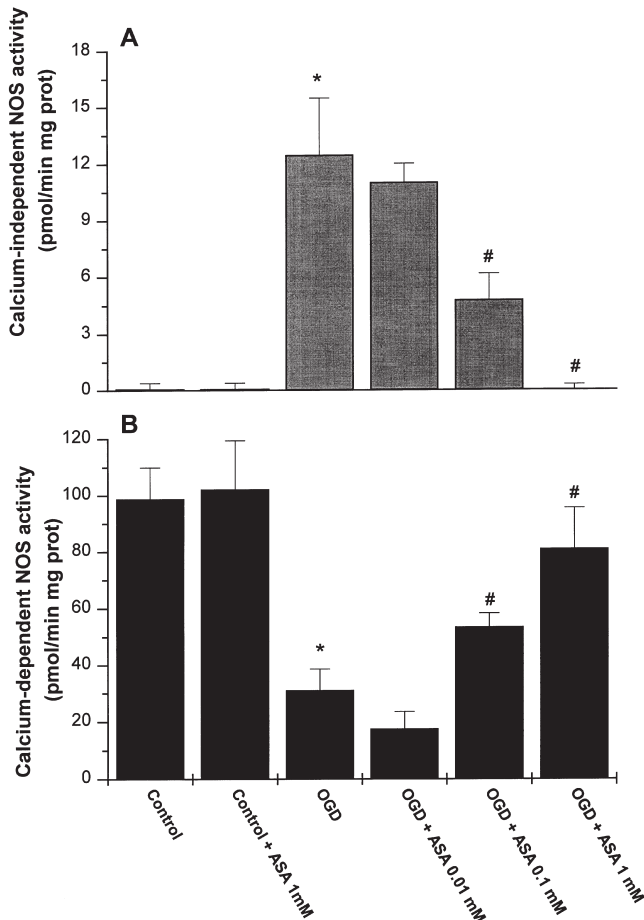 A
Calcium-independent NOS activity
(pmol/min mg prot)
18
15
12
9
6
3
0
*
#
#
B
Calcium-dependent NOS activity
(pmol/min mg prot)
120
100
80
60
40
20
0
*
#
#
Control
Control + ASA 1mM
OGD
OGD + ASA 0.01 mM
OGD + ASA 0.1 mM
OGD + ASA 1 mM